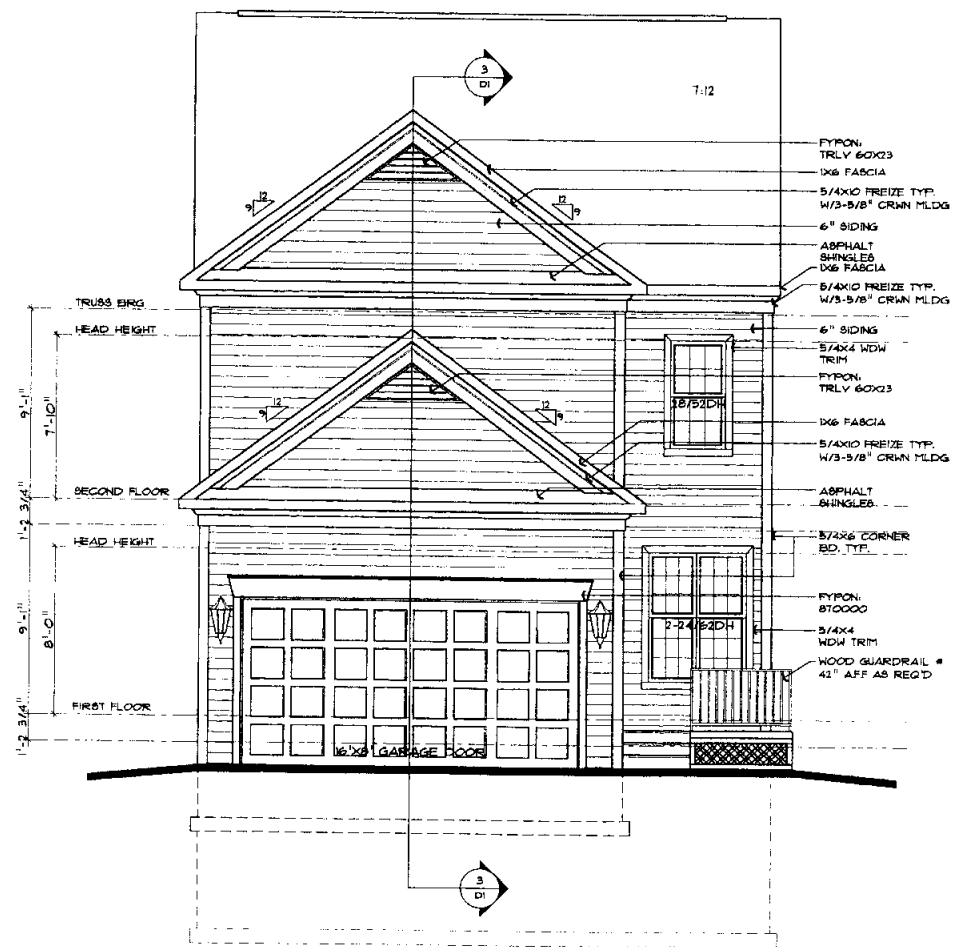 3
D1
7:12
FYPON:
TRLV 60X23
1X6 FASCIA
12
9
12
9
5/4X10 FREIZE TYP.
W/3-5/8" CRWN MLDG
6" SIDING
ASPHALT
SHINGLES
1X6 FASCIA
5/4X10 FREIZE TYP.
W/3-5/8" CRWN MLDG
TRUSS BRG
HEAD HEIGHT
6" SIDING
5/4X4 WDW
TRIM
FYPON:
TRLV 60X23
28/52DH
9'-1"
7'-10"
12
9
12
9
1X6 FASCIA
5/4X10 FREIZE TYP.
W/3-5/8" CRWN MLDG
SECOND FLOOR
ASPHALT
SHINGLES
1'-2 3/4"
HEAD HEIGHT
5/4X6 CORNER
BD. TYP.
FYPON:
2-24/62DH
5/4X4
WDW TRIM
9'-1"
8'-0"
WOOD GUARDRAIL @
42" AFF AS REQ'D
FIRST FLOOR
1'-2 3/4"
16'X8' GARAGE DOOR
3
D1